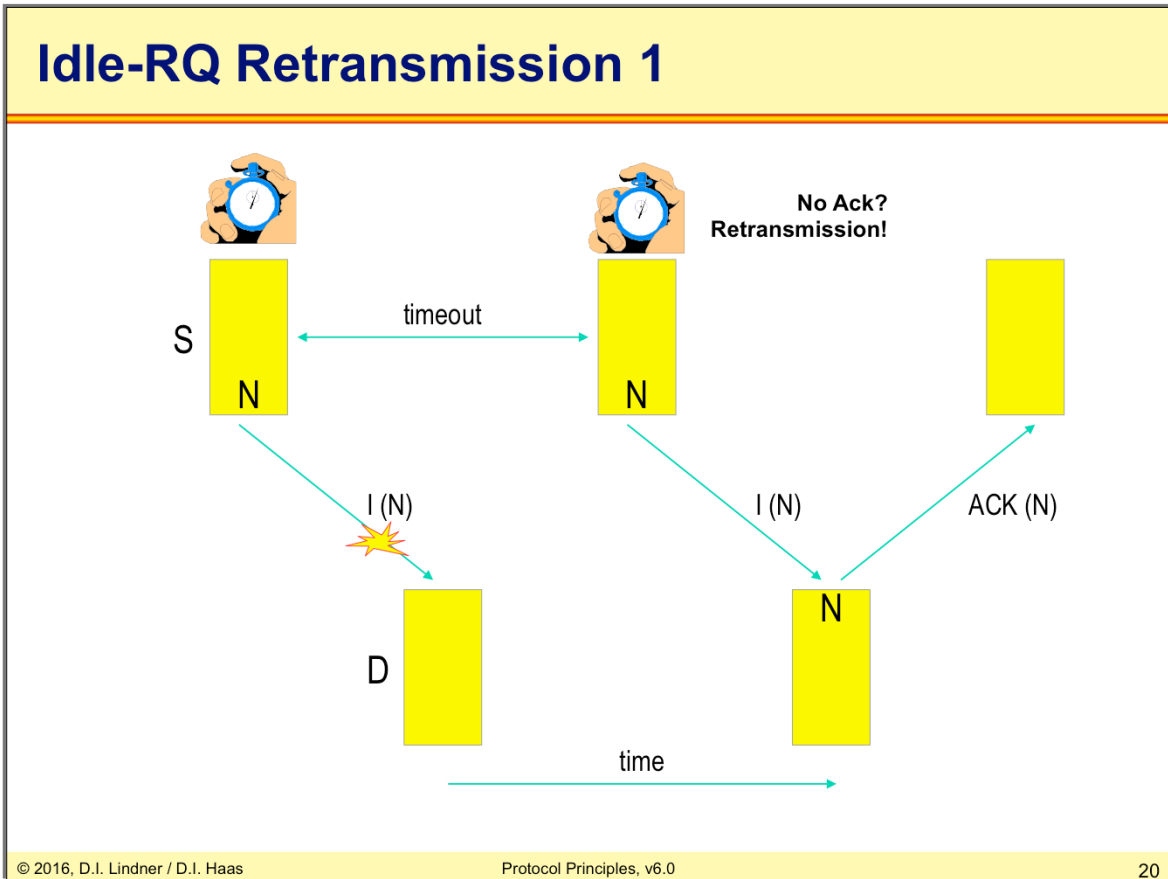 Idle-RQ Retransmission 1
No Ack?
Retransmission!
timeout
S
N
N
I (N)
I (N)
ACK (N)
N
D
time
© 2016, D.I. Lindner / D.I. Haas
Protocol Principles, v6.0
20